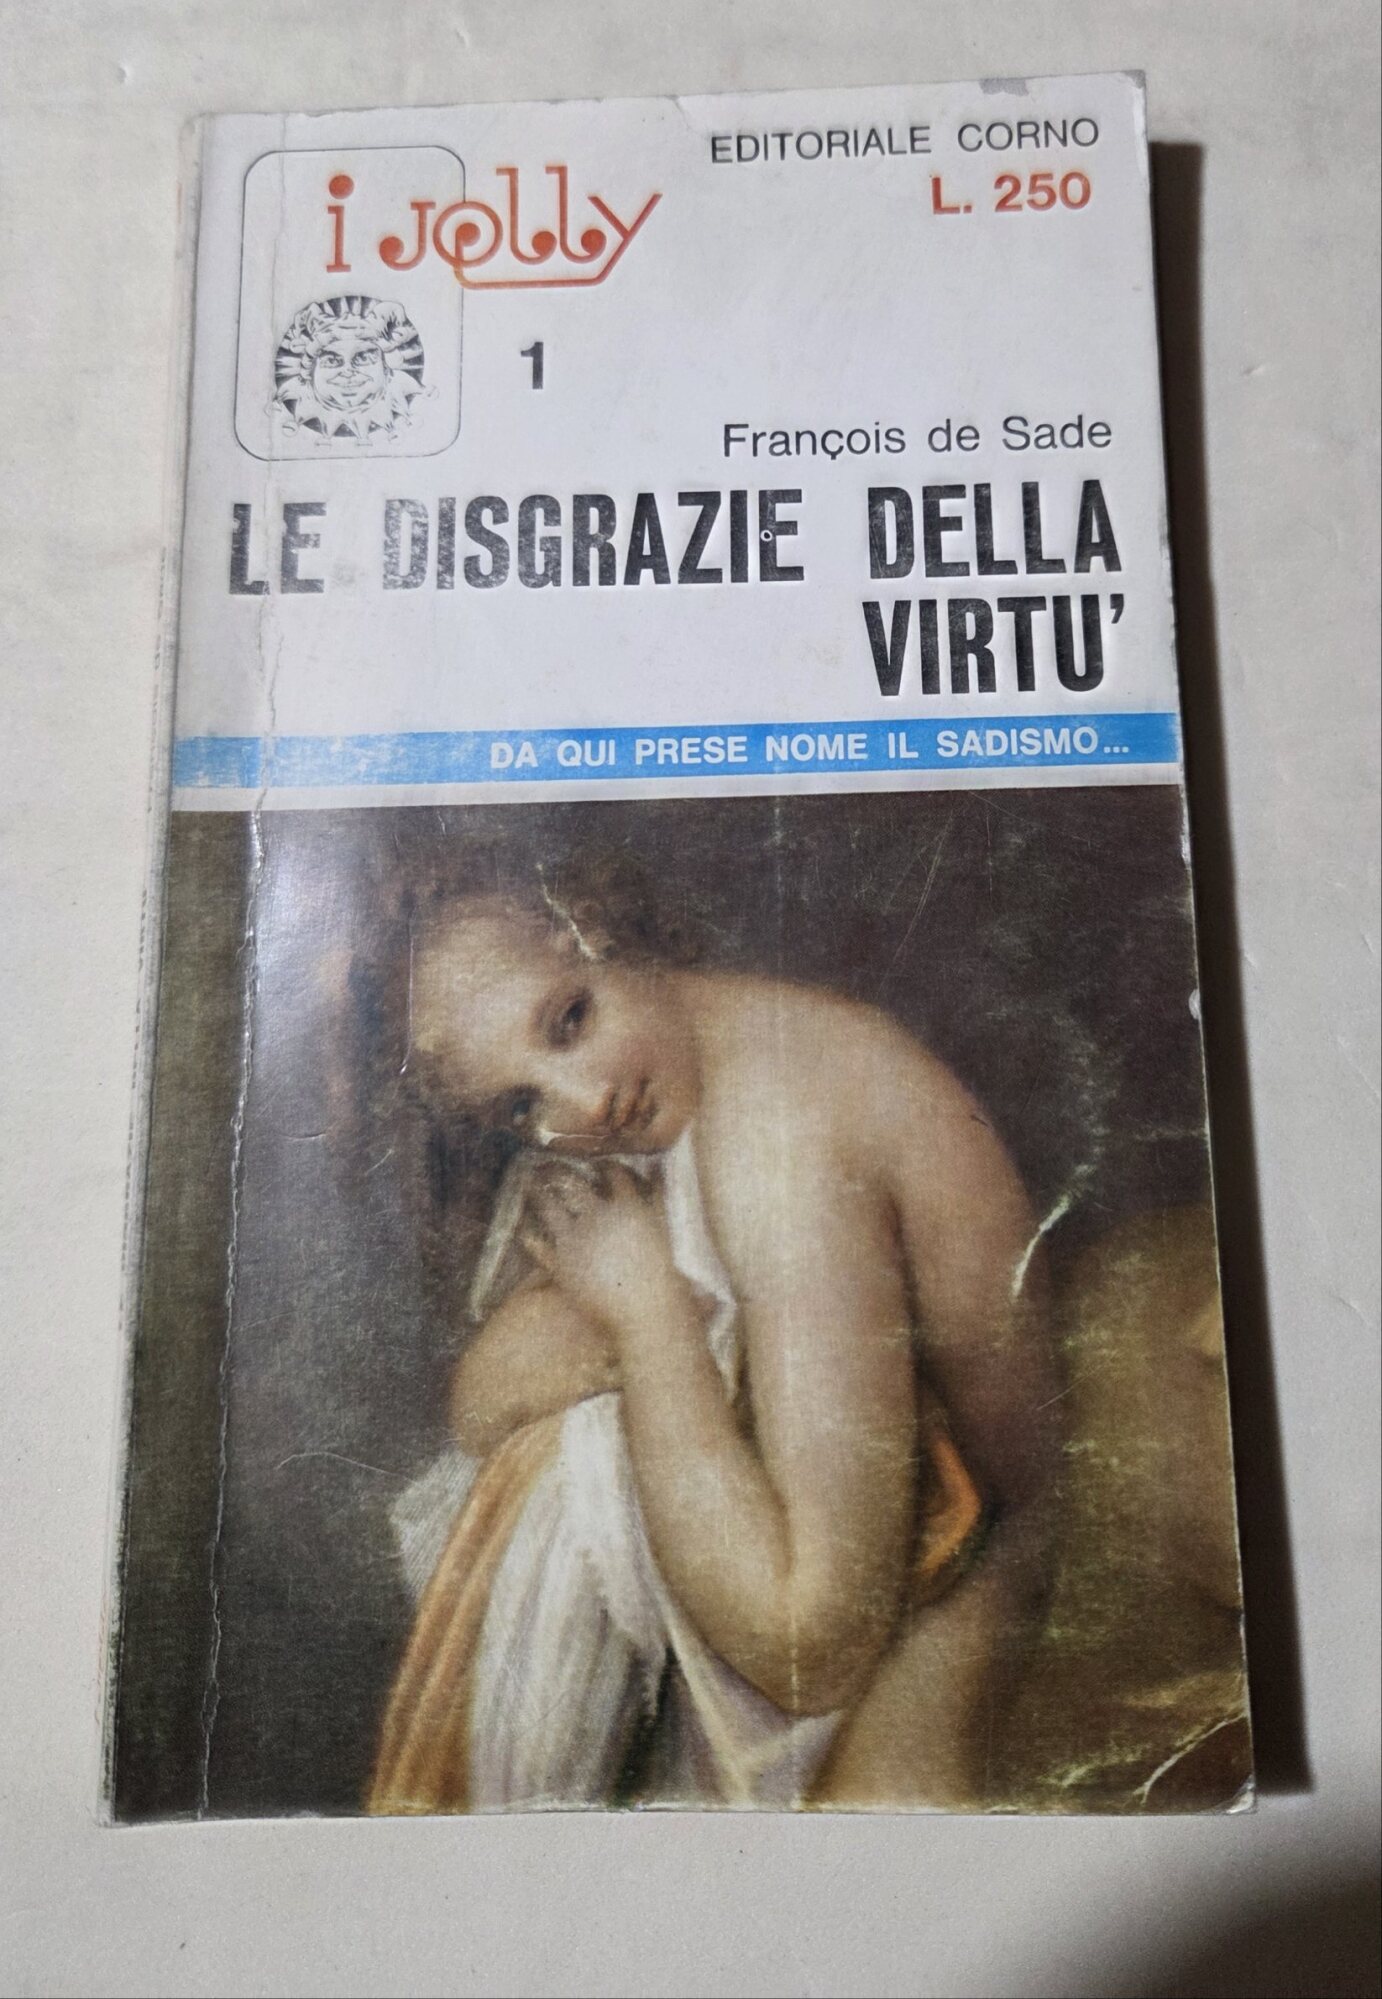 EDITORIALE CORNO
i Jolly
L. 250
1
François de Sade
LE DISGRAZIE DELLA
VIRTU'
DA QUI PRESE NOME IL SADISMO...